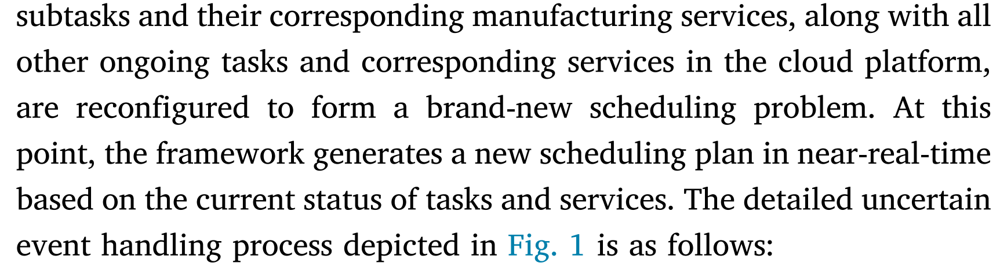 subtasks and their corresponding manufacturing services, along with all
other ongoing tasks and corresponding services in the cloud platform,
are reconfigured to form a brand-new scheduling problem. At this
point, the framework generates a new scheduling plan in near-real-time
based on the current status of tasks and services. The detailed uncertain
event handling process depicted in Fig. 1 is as follows: